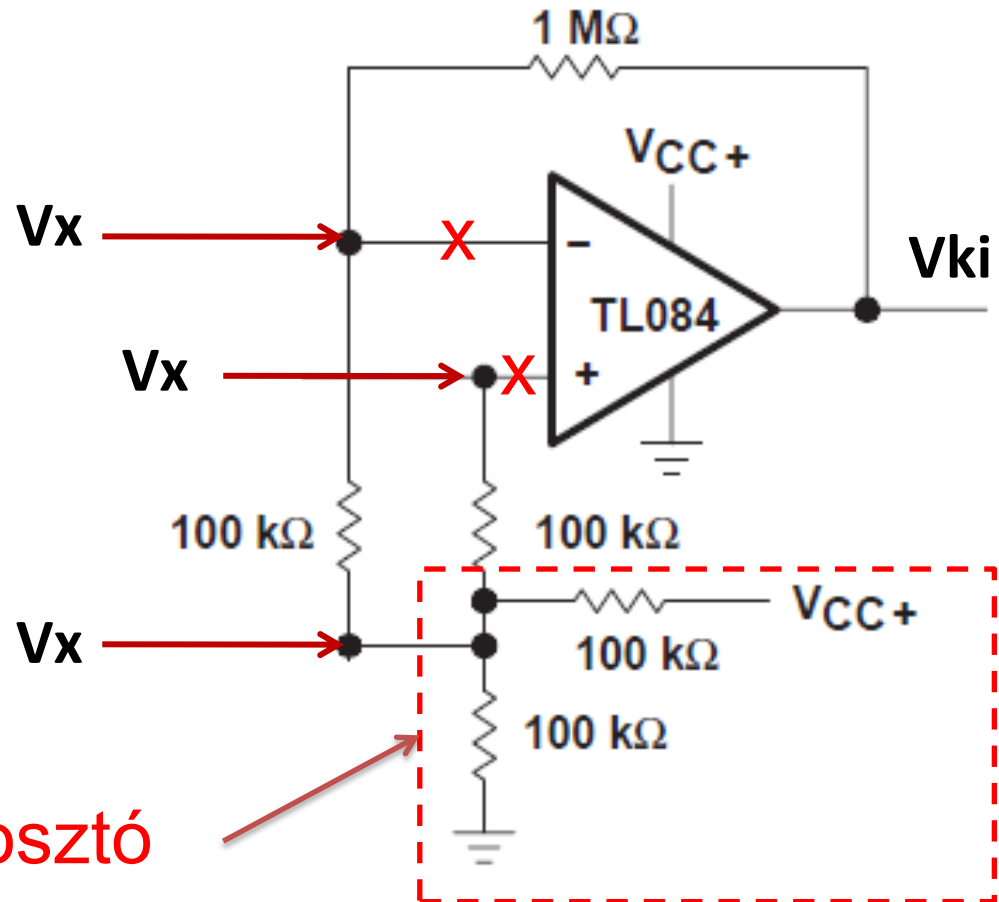 1 MΩ
VCC+
Vx
X
−
Vki
TL084
Vx
X
+
100 kΩ
100 kΩ
VCC+
Vx
100 kΩ
100 kΩ
osztó